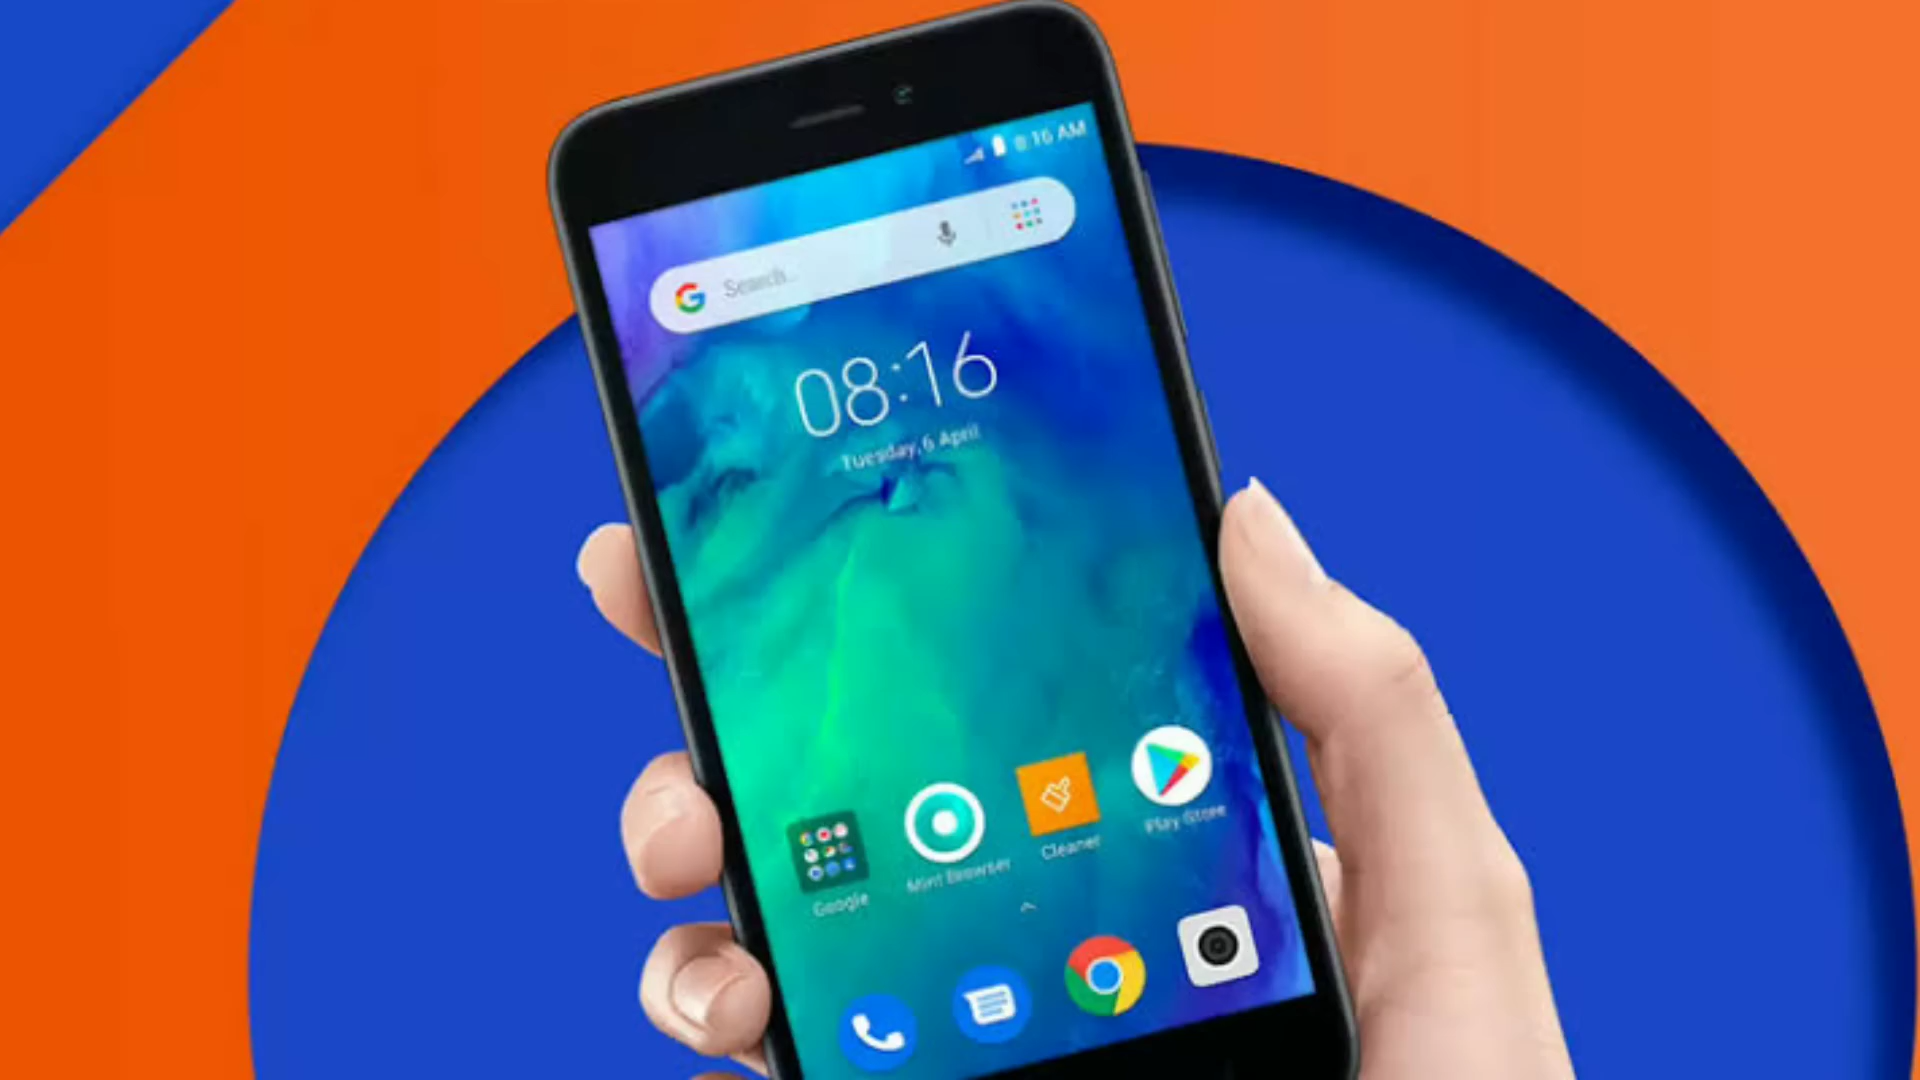 8:16 AM
G Search...
08:16
Tuesday, 6 April
Google
Mint Browser
Cleaner
Play Store